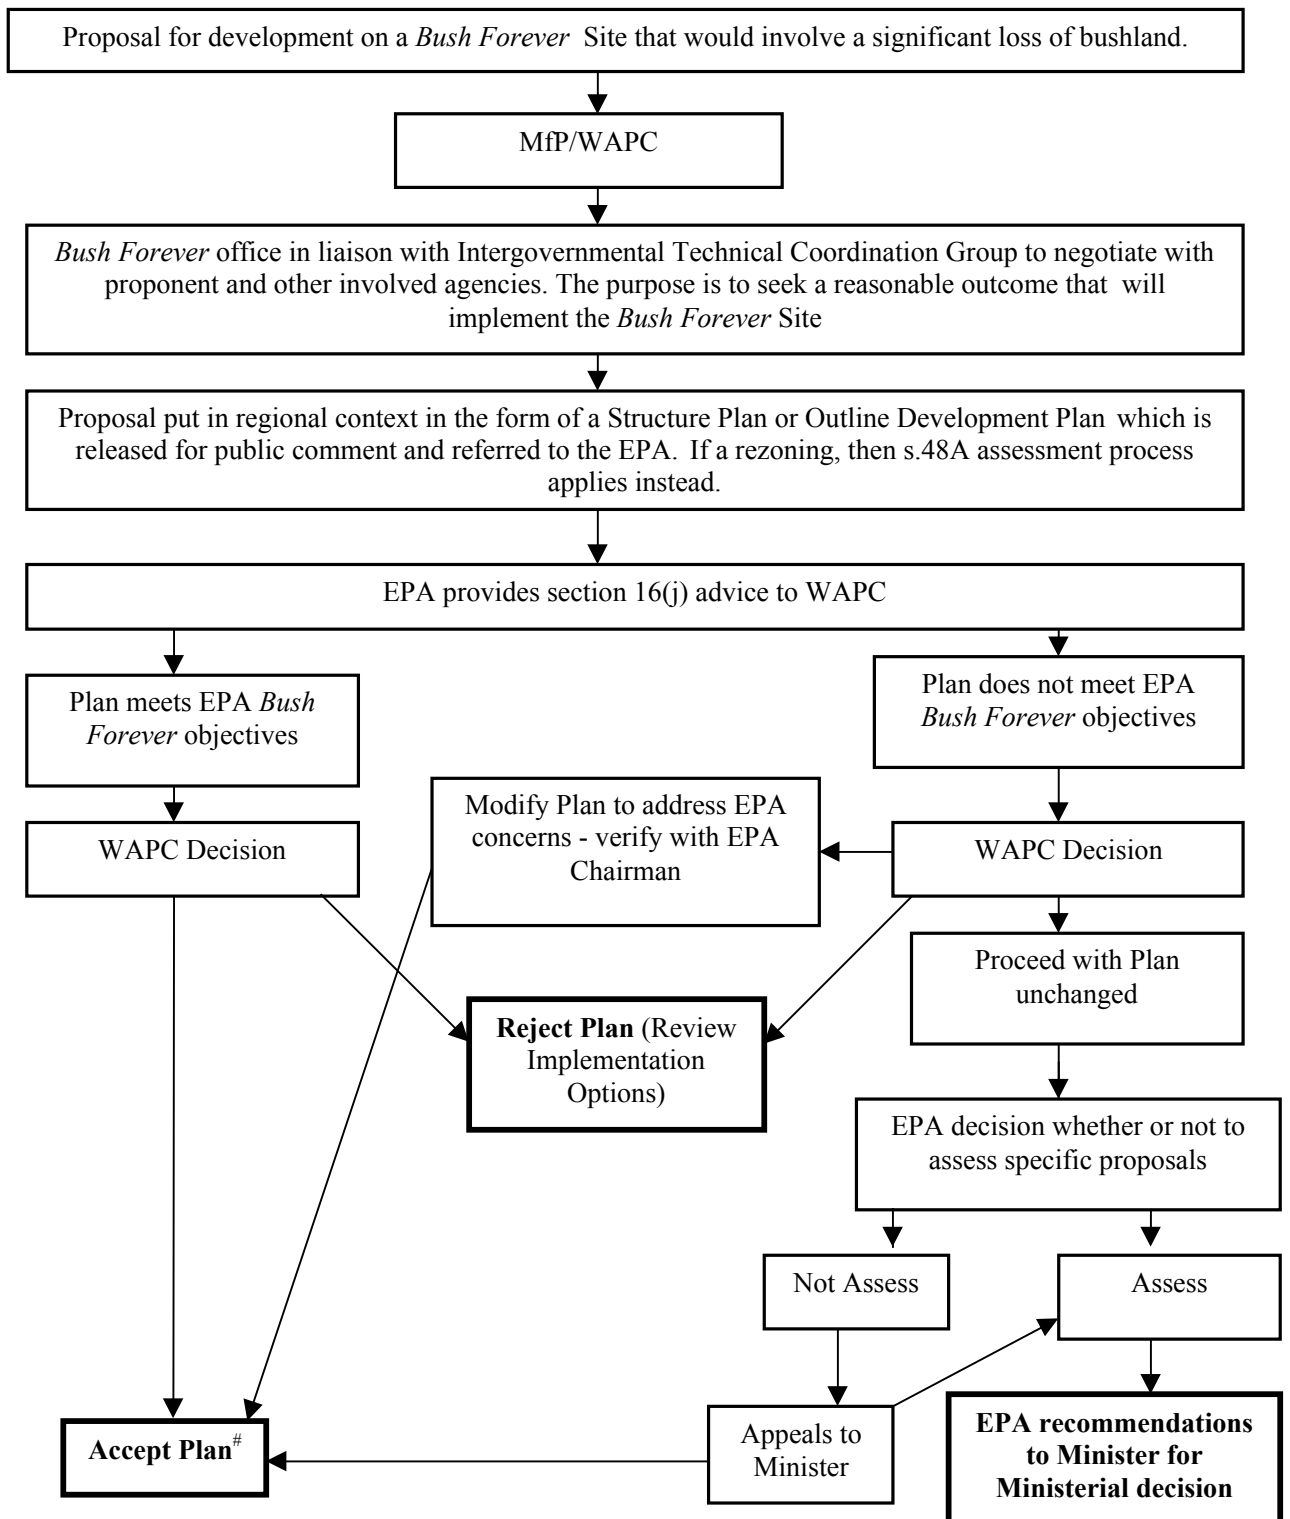 Proposal for development on a Bush Forever Site that would involve a significant loss of bushland.
MfP/WAPC
Bush Forever office in liaison with Intergovernmental Technical Coordination Group to negotiate with
proponent and other involved agencies. The purpose is to seek a reasonable outcome that will
implement the Bush Forever Site
Proposal put in regional context in the form of a Structure Plan or Outline Development Plan which is
released for public comment and referred to the EPA. If a rezoning, then s.48A assessment process
applies instead.
EPA provides section 16(j) advice to WAPC
Plan meets EPA Bush
Forever objectives
Plan does not meet EPA
Bush Forever objectives
WAPC Decision
Modify Plan to address EPA
concerns - verify with EPA
Chairman
WAPC Decision
Proceed with Plan
unchanged
Reject Plan (Review
Implementation
Options)
EPA decision whether or not to
assess specific proposals
Not Assess
Assess
Accept Plan#
Appeals to
Minister
EPA recommendations
to Minister for
Ministerial decision